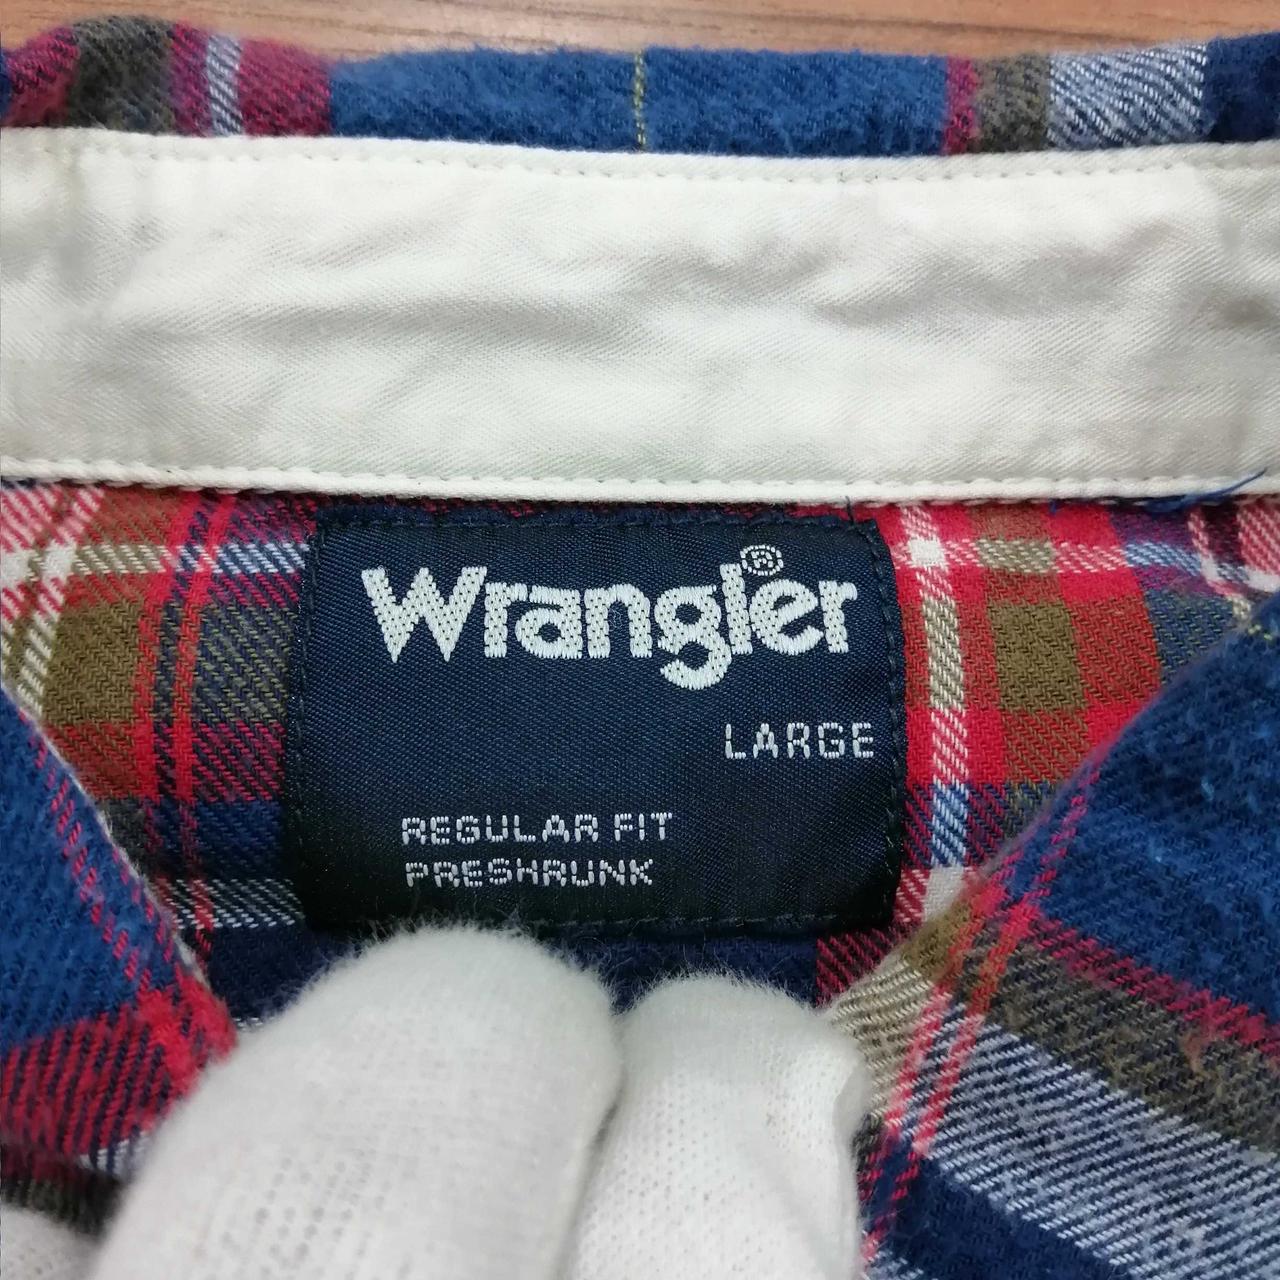 Wrangler®
LARGE
REGULAR FIT
PRESHRUNK